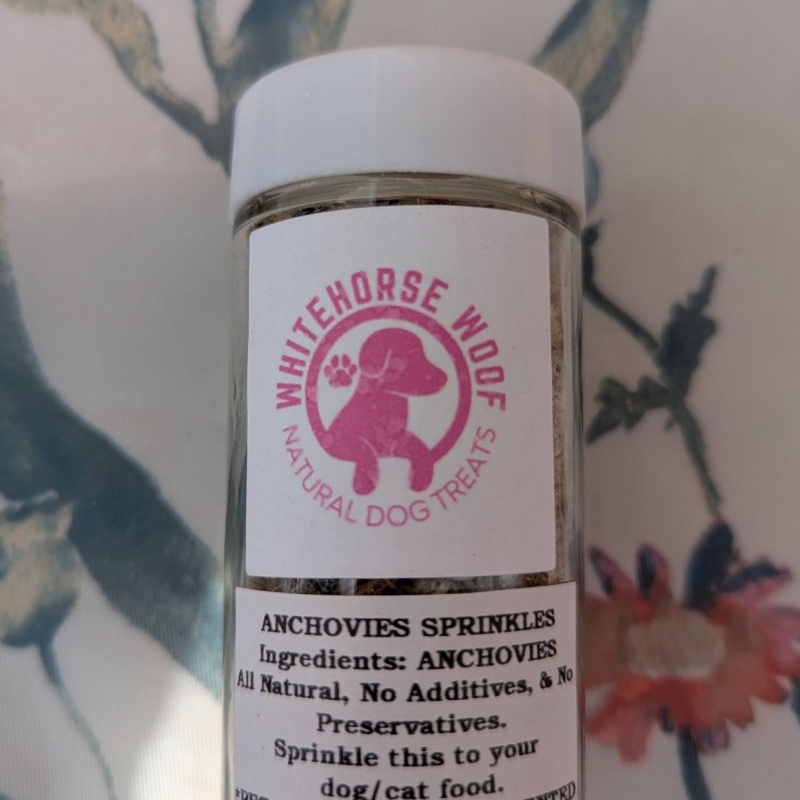 WHITEHORSE WOOF
NATURAL DOG TREATS
ANCHOVIES SPRINKLES
Ingredients: ANCHOVIES
All Natural, No Additives, & No
Preservatives.
Sprinkle this to your
dog/cat food.